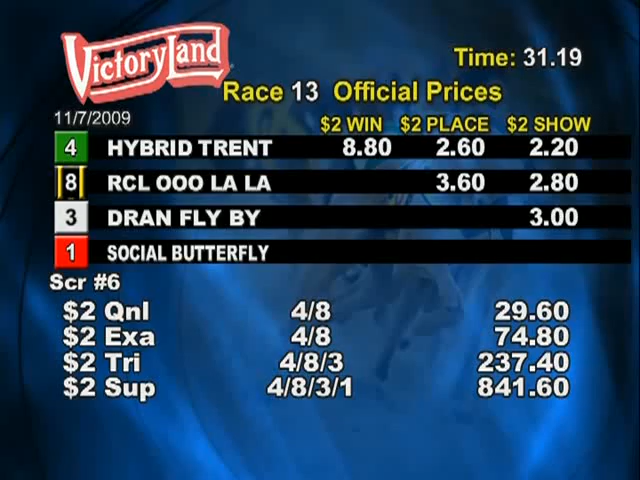 VictoryLand
Time: 31.19
Race 13 Official Prices
11/7/2009
$2 WIN $2 PLACE $2 SHOW
4 HYBRID TRENT 8.80 2.60 2.20
8 RCL OOO LA LA 3.60 2.80
3 DRAN FLY BY 3.00
1 SOCIAL BUTTERFLY
Scr #6
$2 Qnl 4/8 29.60
$2 Exa 4/8 74.80
$2 Tri 4/8/3 237.40
$2 Sup 4/8/3/1 841.60